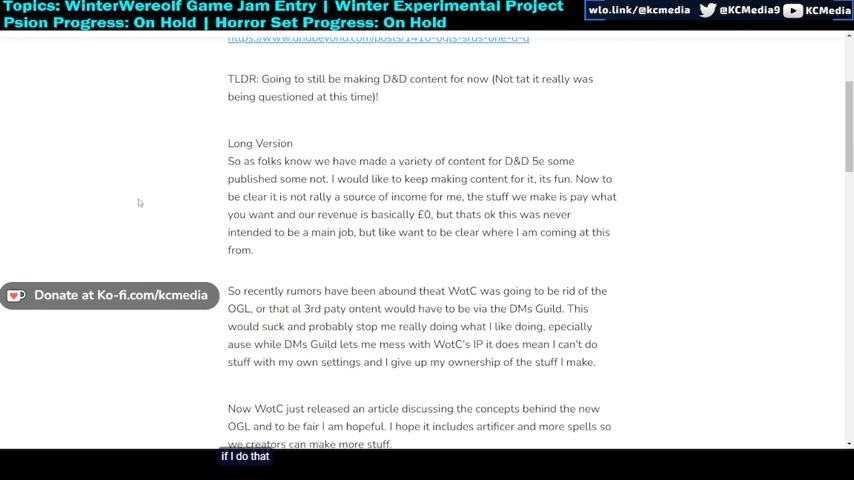 Topics: WinterWereolf Game Jam Entry | Winter Experimental Project
Psion Progress: On Hold | Horror Set Progress: On Hold
wlo.link/@kcmedia @KCMedia9 KCMedia
https://www.dndbeyond.com/posts/1410-ogls-srds-one-d-d
TLDR: Going to still be making D&D content for now (Not tat it really was
being questioned at this time)!
Long Version
So as folks know we have made a variety of content for D&D 5e some
published some not. I would like to keep making content for it, its fun. Now to
be clear it is not rally a source of income for me, the stuff we make is pay what
you want and our revenue is basically £0, but thats ok this was never
intended to be a main job, but like want to be clear where I am coming at this
from.
Donate at Ko-fi.com/kcmedia
So recently rumors have been abound theat WotC was going to be rid of the
OGL, or that al 3rd paty ontent would have to be via the DMs Guild. This
would suck and probably stop me really doing what I like doing, epecially
ause while DMs Guild lets me mess with WotC's IP it does mean I can't do
stuff with my own settings and I give up my ownership of the stuff I make.
Now WotC just released an article discussing the concepts behind the new
OGL and to be fair I am hopeful. I hope it includes artificer and more spells so
we creators can make more stuff.
if I do that